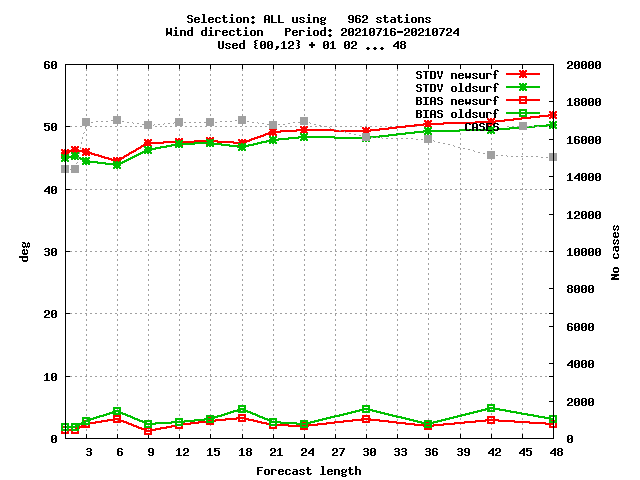 Selection: ALL using 962 stations
Wind direction Period: 20210716-20210724
Used {00,12} + 01 02 ... 48
STDV newsurf
STDV oldsurf
BIAS newsurf
BIAS oldsurf
CASES
60
50
40
30
20
10
0
deg
20000
18000
16000
14000
12000
10000
8000
6000
4000
2000
0
No cases
3 6 9 12 15 18 21 24 27 30 33 36 39 42 45 48
Forecast length